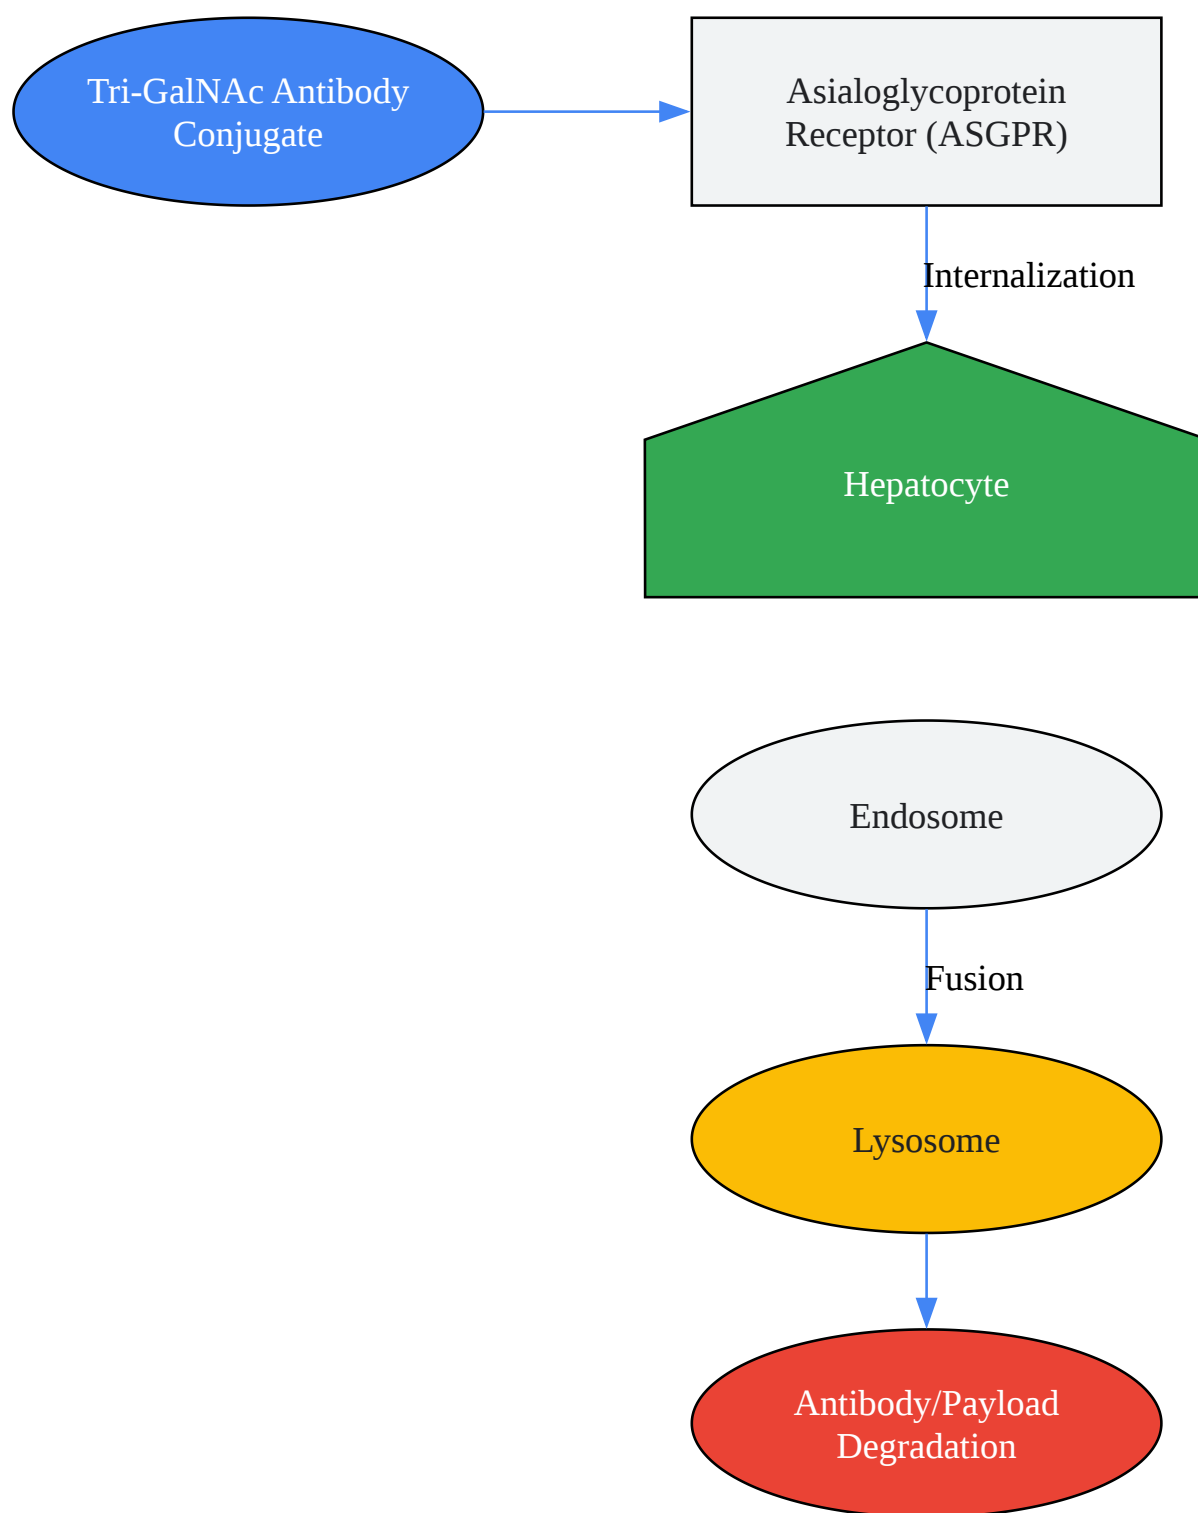 Tri-GalNAc Antibody
Conjugate
Asialoglycoprotein
Receptor (ASGPR)
Internalization
Hepatocyte
Endosome
Fusion
Lysosome
Antibody/Payload
Degradation